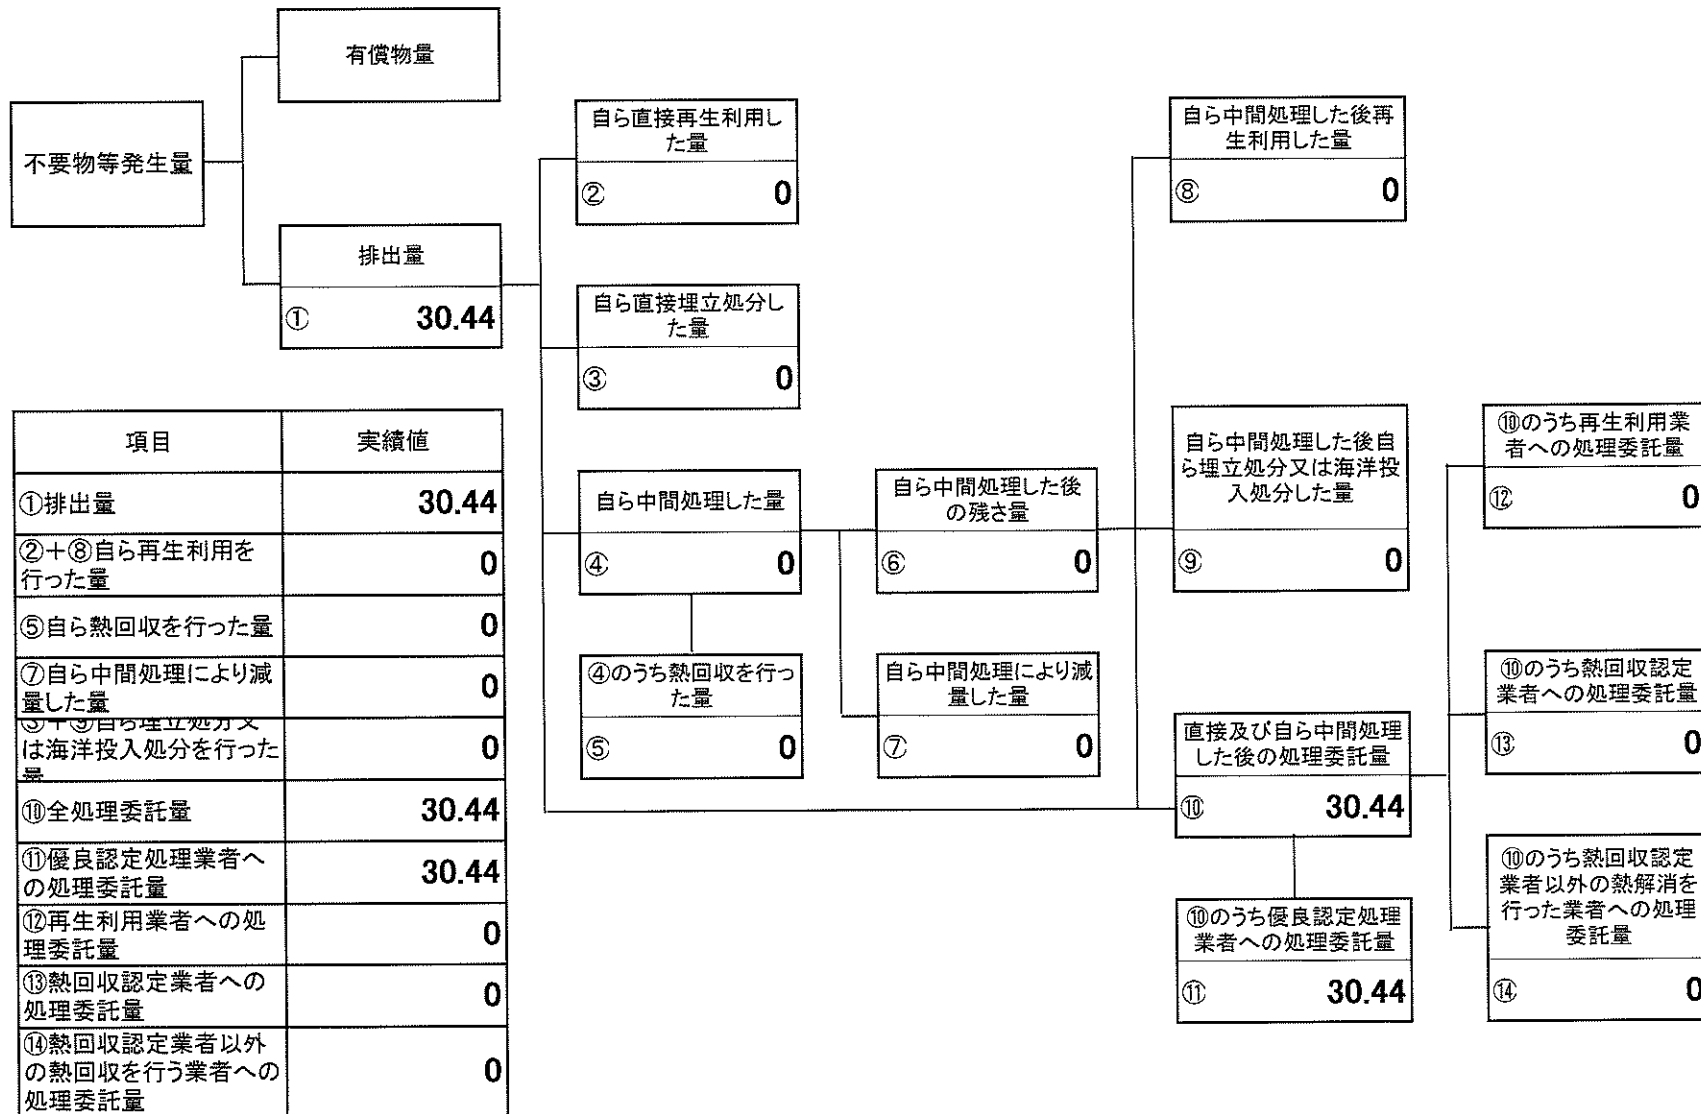 有償物量
不要物等発生量
排出量
① 30.44
自ら直接再生利用し
た量
② 0
自ら直接埋立処分し
た量
③ 0
自ら中間処理した量
④ 0
④のうち熱回収を行っ
た量
⑤ 0
自ら中間処理した後
の残さ量
⑥ 0
自ら中間処理により減
量した量
⑦ 0
自ら中間処理した後再
生利用した量
⑧ 0
自ら中間処理した後自
ら埋立処分又は海洋投
入処分した量
⑨ 0
直接及び自ら中間処理
した後の処理委託量
⑩ 30.44
⑩のうち優良認定処理
業者への処理委託量
⑪ 30.44
⑩のうち再生利用業
者への処理委託量
⑫ 0
⑩のうち熱回収認定
業者への処理委託量
⑬ 0
⑩のうち熱回収認定
業者以外の熱解消を
行った業者への処理
委託量
⑭ 0
項目 実績値
①排出量 30.44
②+⑧自ら再生利用を
行った量 0
⑤自ら熱回収を行った量 0
⑦自ら中間処理により減
量した量 0
③+⑨自ら埋立処分又
は海洋投入処分を行った
量 0
⑩全処理委託量 30.44
⑪優良認定処理業者へ
の処理委託量 30.44
⑫再生利用業者への処
理委託量 0
⑬熱回収認定業者への
処理委託量 0
⑭熱回収認定業者以外
の熱回収を行う業者への
処理委託量 0